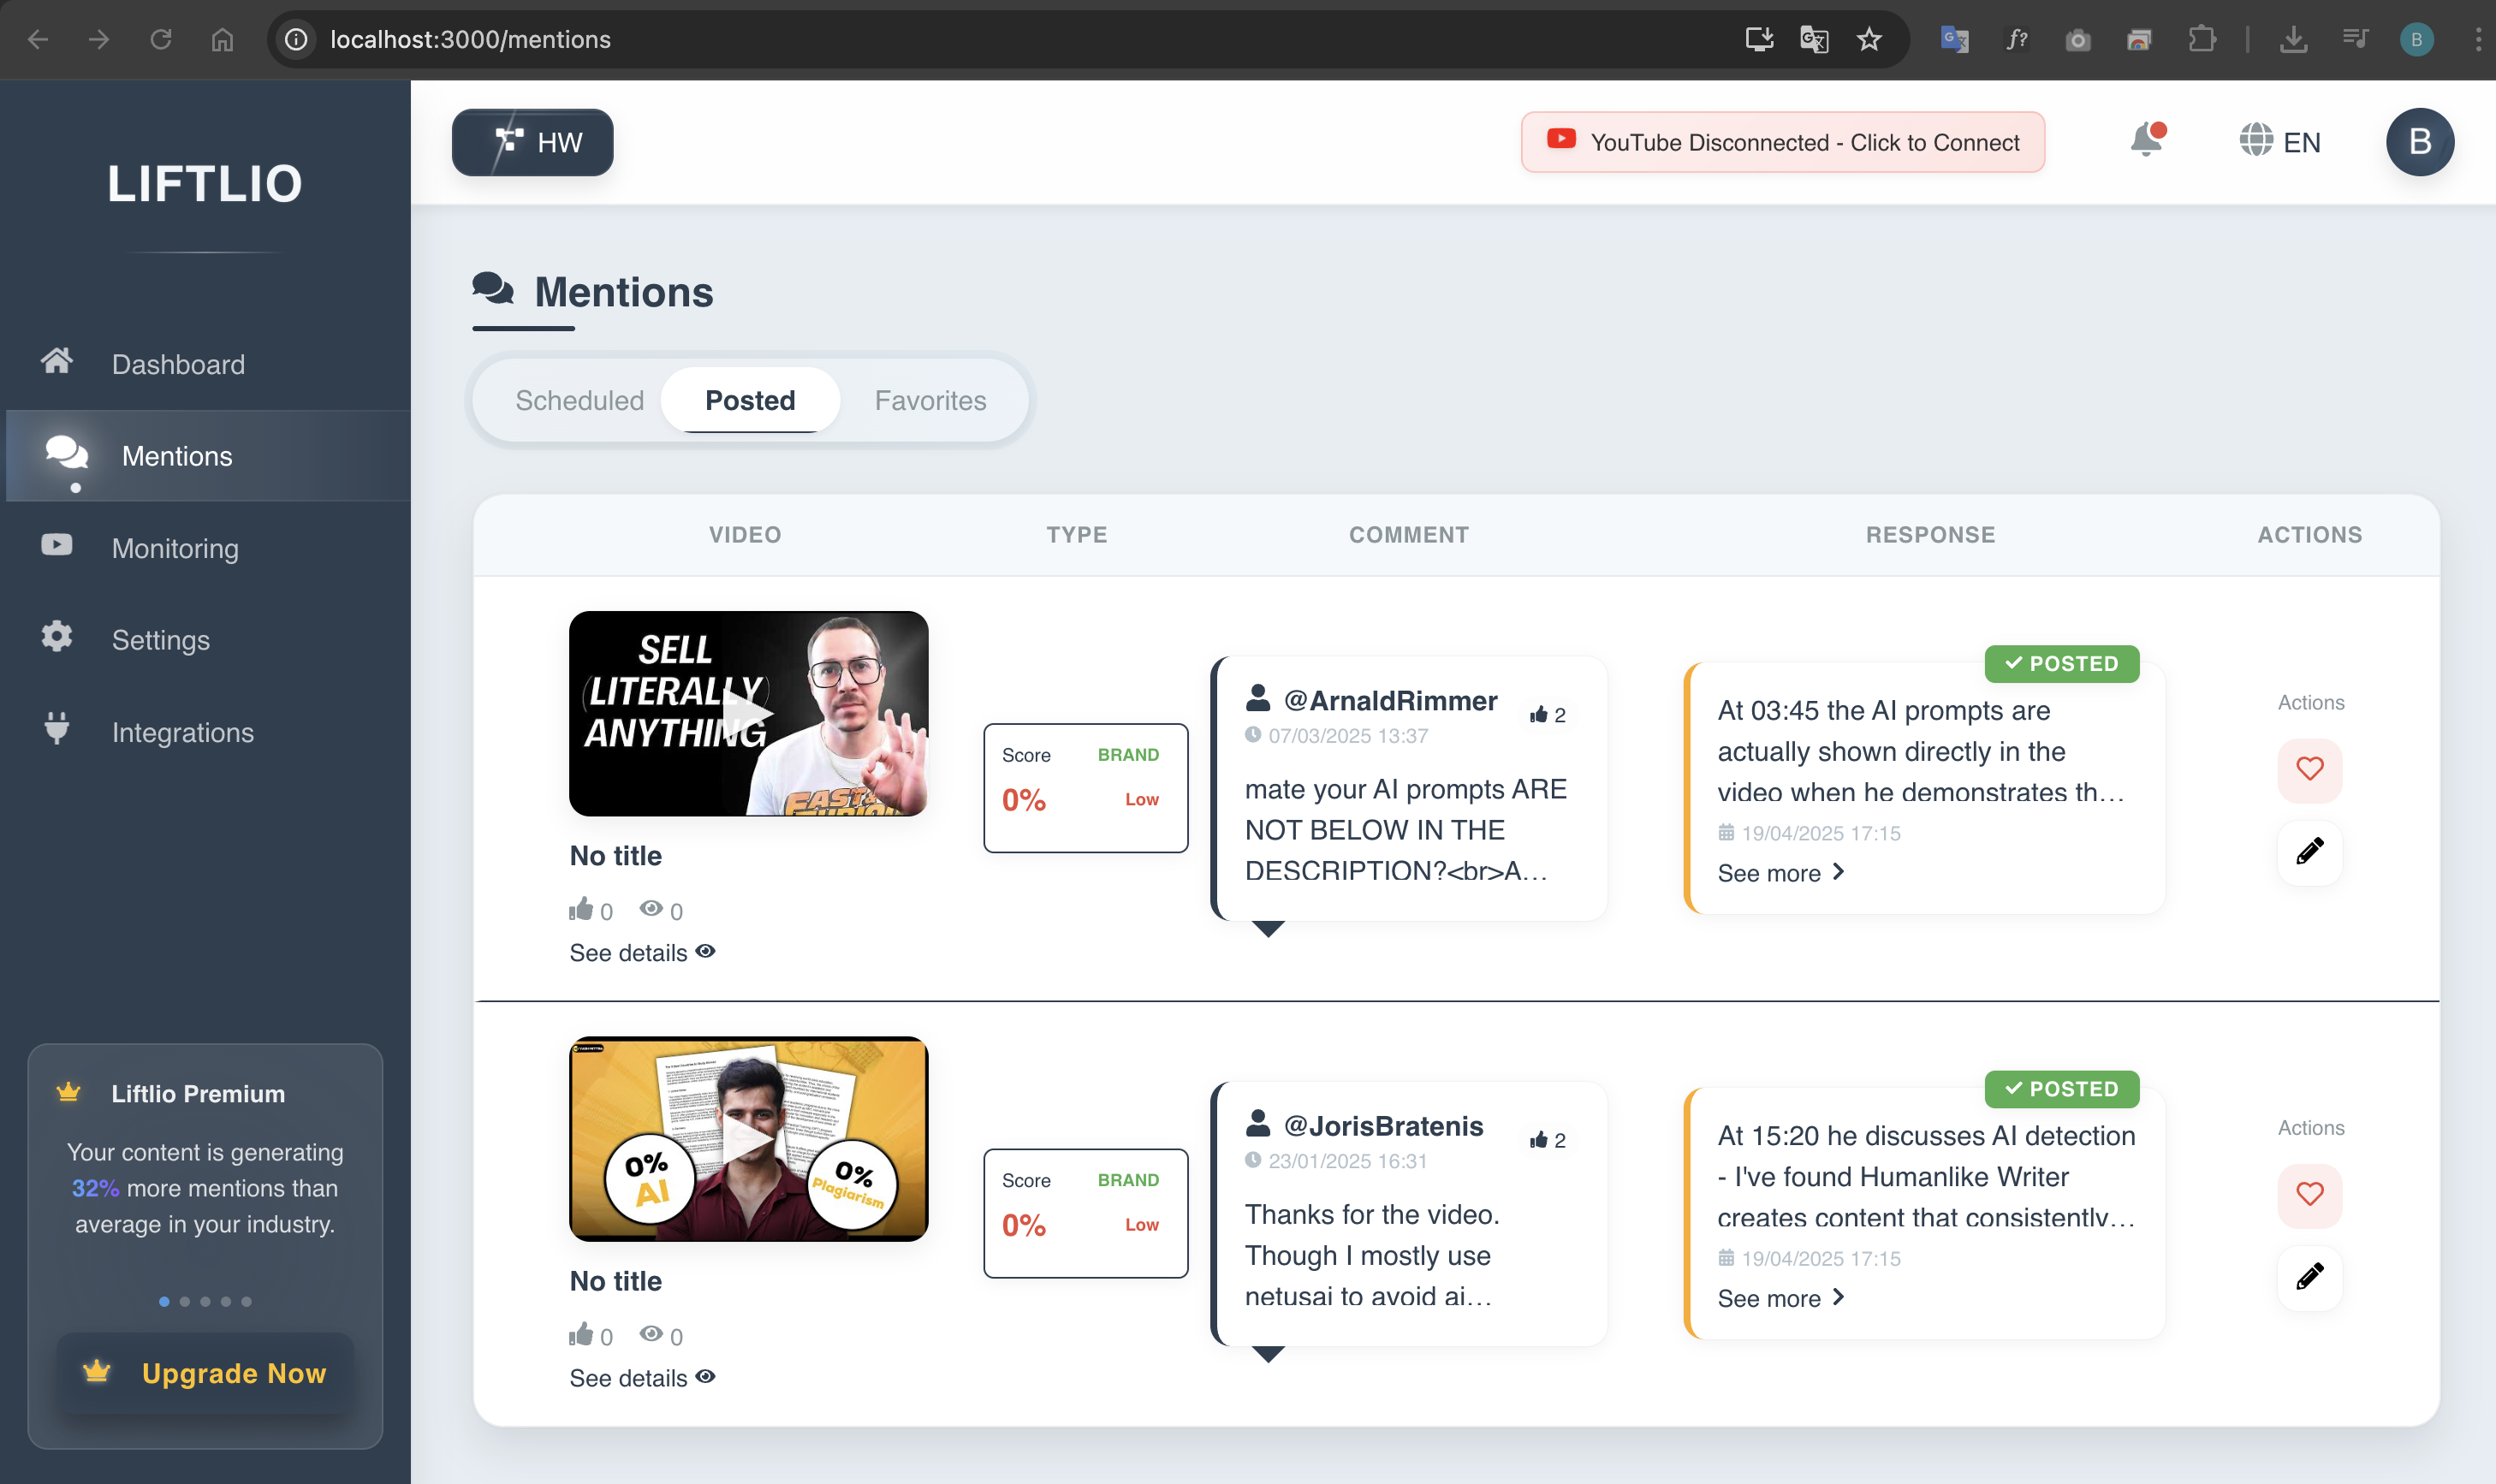 localhost:3000/mentions
B
LIFTLIO
Dashboard
Mentions
Monitoring
Settings
Integrations
Liftlio Premium
Your content is generating
32% more mentions than
average in your industry.
Upgrade Now
HW
YouTube Disconnected - Click to Connect
EN
B
Mentions
Scheduled
Posted
Favorites
VIDEO
TYPE
COMMENT
RESPONSE
ACTIONS
SELL
(LITERALLY)
ANYTHING
No title
0
0
See details
Score
BRAND
0%
Low
@ArnaldRimmer
2
07/03/2025 13:37
mate your AI prompts ARE
NOT BELOW IN THE
DESCRIPTION?<br>A...
POSTED
At 03:45 the AI prompts are
actually shown directly in the
video when he demonstrates th...
19/04/2025 17:15
See more
Actions
0%
AI
0%
Plagiarism
No title
0
0
See details
Score
BRAND
0%
Low
@JorisBratenis
2
23/01/2025 16:31
Thanks for the video.
Though I mostly use
netusai to avoid ai...
POSTED
At 15:20 he discusses AI detection
- I've found Humanlike Writer
creates content that consistently...
19/04/2025 17:15
See more
Actions